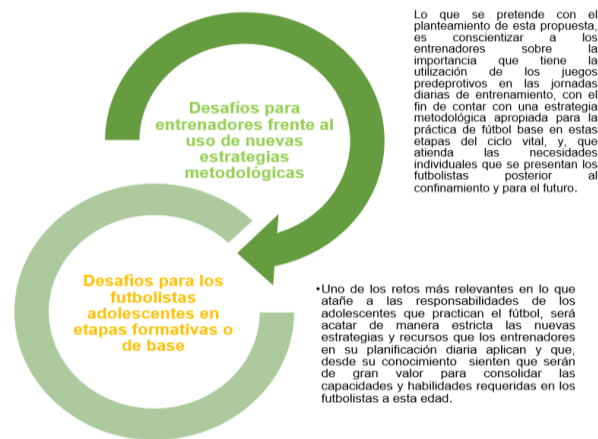 Lo que se pretende con el
planteamiento de esta propuesta,
es conscientizar a los
entrenadores sobre la
importancia que tiene la
utilización de los juegos
predeprotivos en las jornadas
diarias de entrenamiento, con el
fin de contar con una estrategia
metodológica apropiada para la
práctica de fútbol base en estas
etapas del ciclo vital, y, que
atienda las necesidades
individuales que se presentan los
futbolistas posterior al
confinamiento y para el futuro.
Desafíos para
entrenadores frente al
uso de nuevas
estrategias
metodológicas
Desafíos para los
futbolistas
adolescentes en
etapas formativas o
de base
•Uno de los retos más relevantes en lo que
atañe a las responsabilidades de los
adolescentes que practican el fútbol, será
acatar de manera estricta las nuevas
estrategias y recursos que los entrenadores
en su planificación diaria aplican y que,
desde su conocimiento sienten que serán
de gran valor para consolidar las
capacidades y habilidades requeridas en los
futbolistas a esta edad.